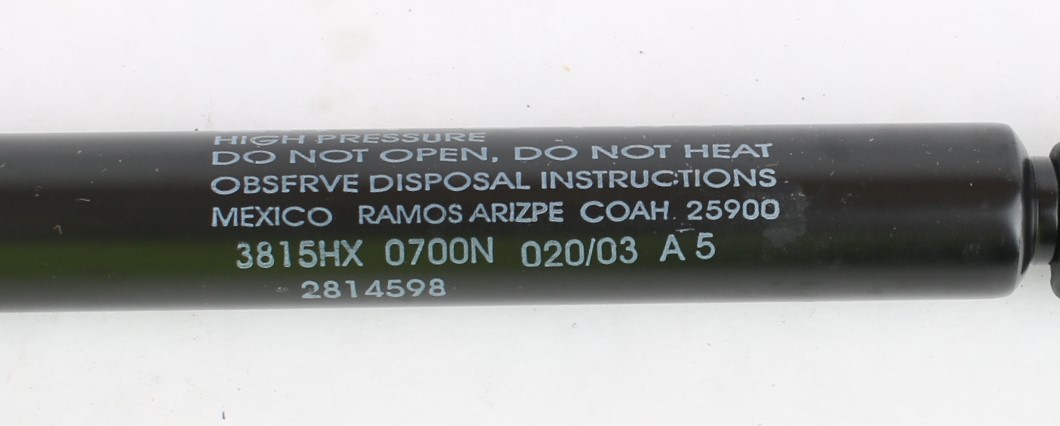 HIGH PRESSURE
DO NOT OPEN, DO NOT HEAT
OBSERVE DISPOSAL INSTRUCTIONS
MEXICO RAMOS ARIZPE COAH. 25900
3815HX 0700N 020/03 A 5
2814598